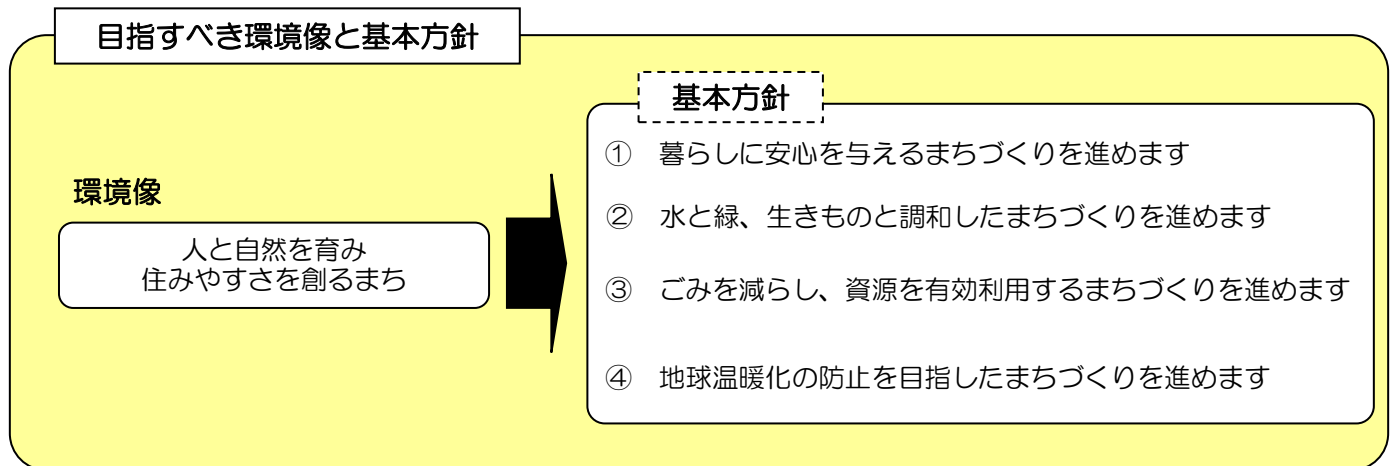 目指すべき環境像と基本方針
環境像
人と自然を育み
住みやすさを創るまち
基本方針
① 暮らしに安心を与えるまちづくりを進めます
② 水と緑、生きものと調和したまちづくりを進めます
③ ごみを減らし、資源を有効利用するまちづくりを進めます
④ 地球温暖化の防止を目指したまちづくりを進めます